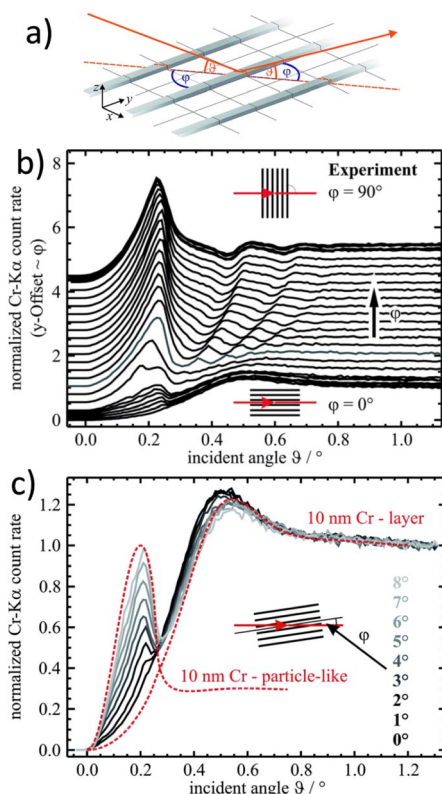 a)
ϑ
φ
ϑ
φ
z
y
x
b)
Experiment
φ = 90°
φ
φ = 0°
normalized Cr-Kα count rate
(y-Offset ~ φ)
8
6
4
2
0
0.0 0.2 0.4 0.6 0.8 1.0
incident angle ϑ / °
c)
10 nm Cr - layer
φ
10 nm Cr - particle-like
8°
7°
6°
5°
4°
3°
2°
1°
0°
normalized Cr-Kα count rate
1.2
1.0
0.8
0.6
0.4
0.2
0.0
0.0 0.2 0.4 0.6 0.8 1.0 1.2
incident angle ϑ / °